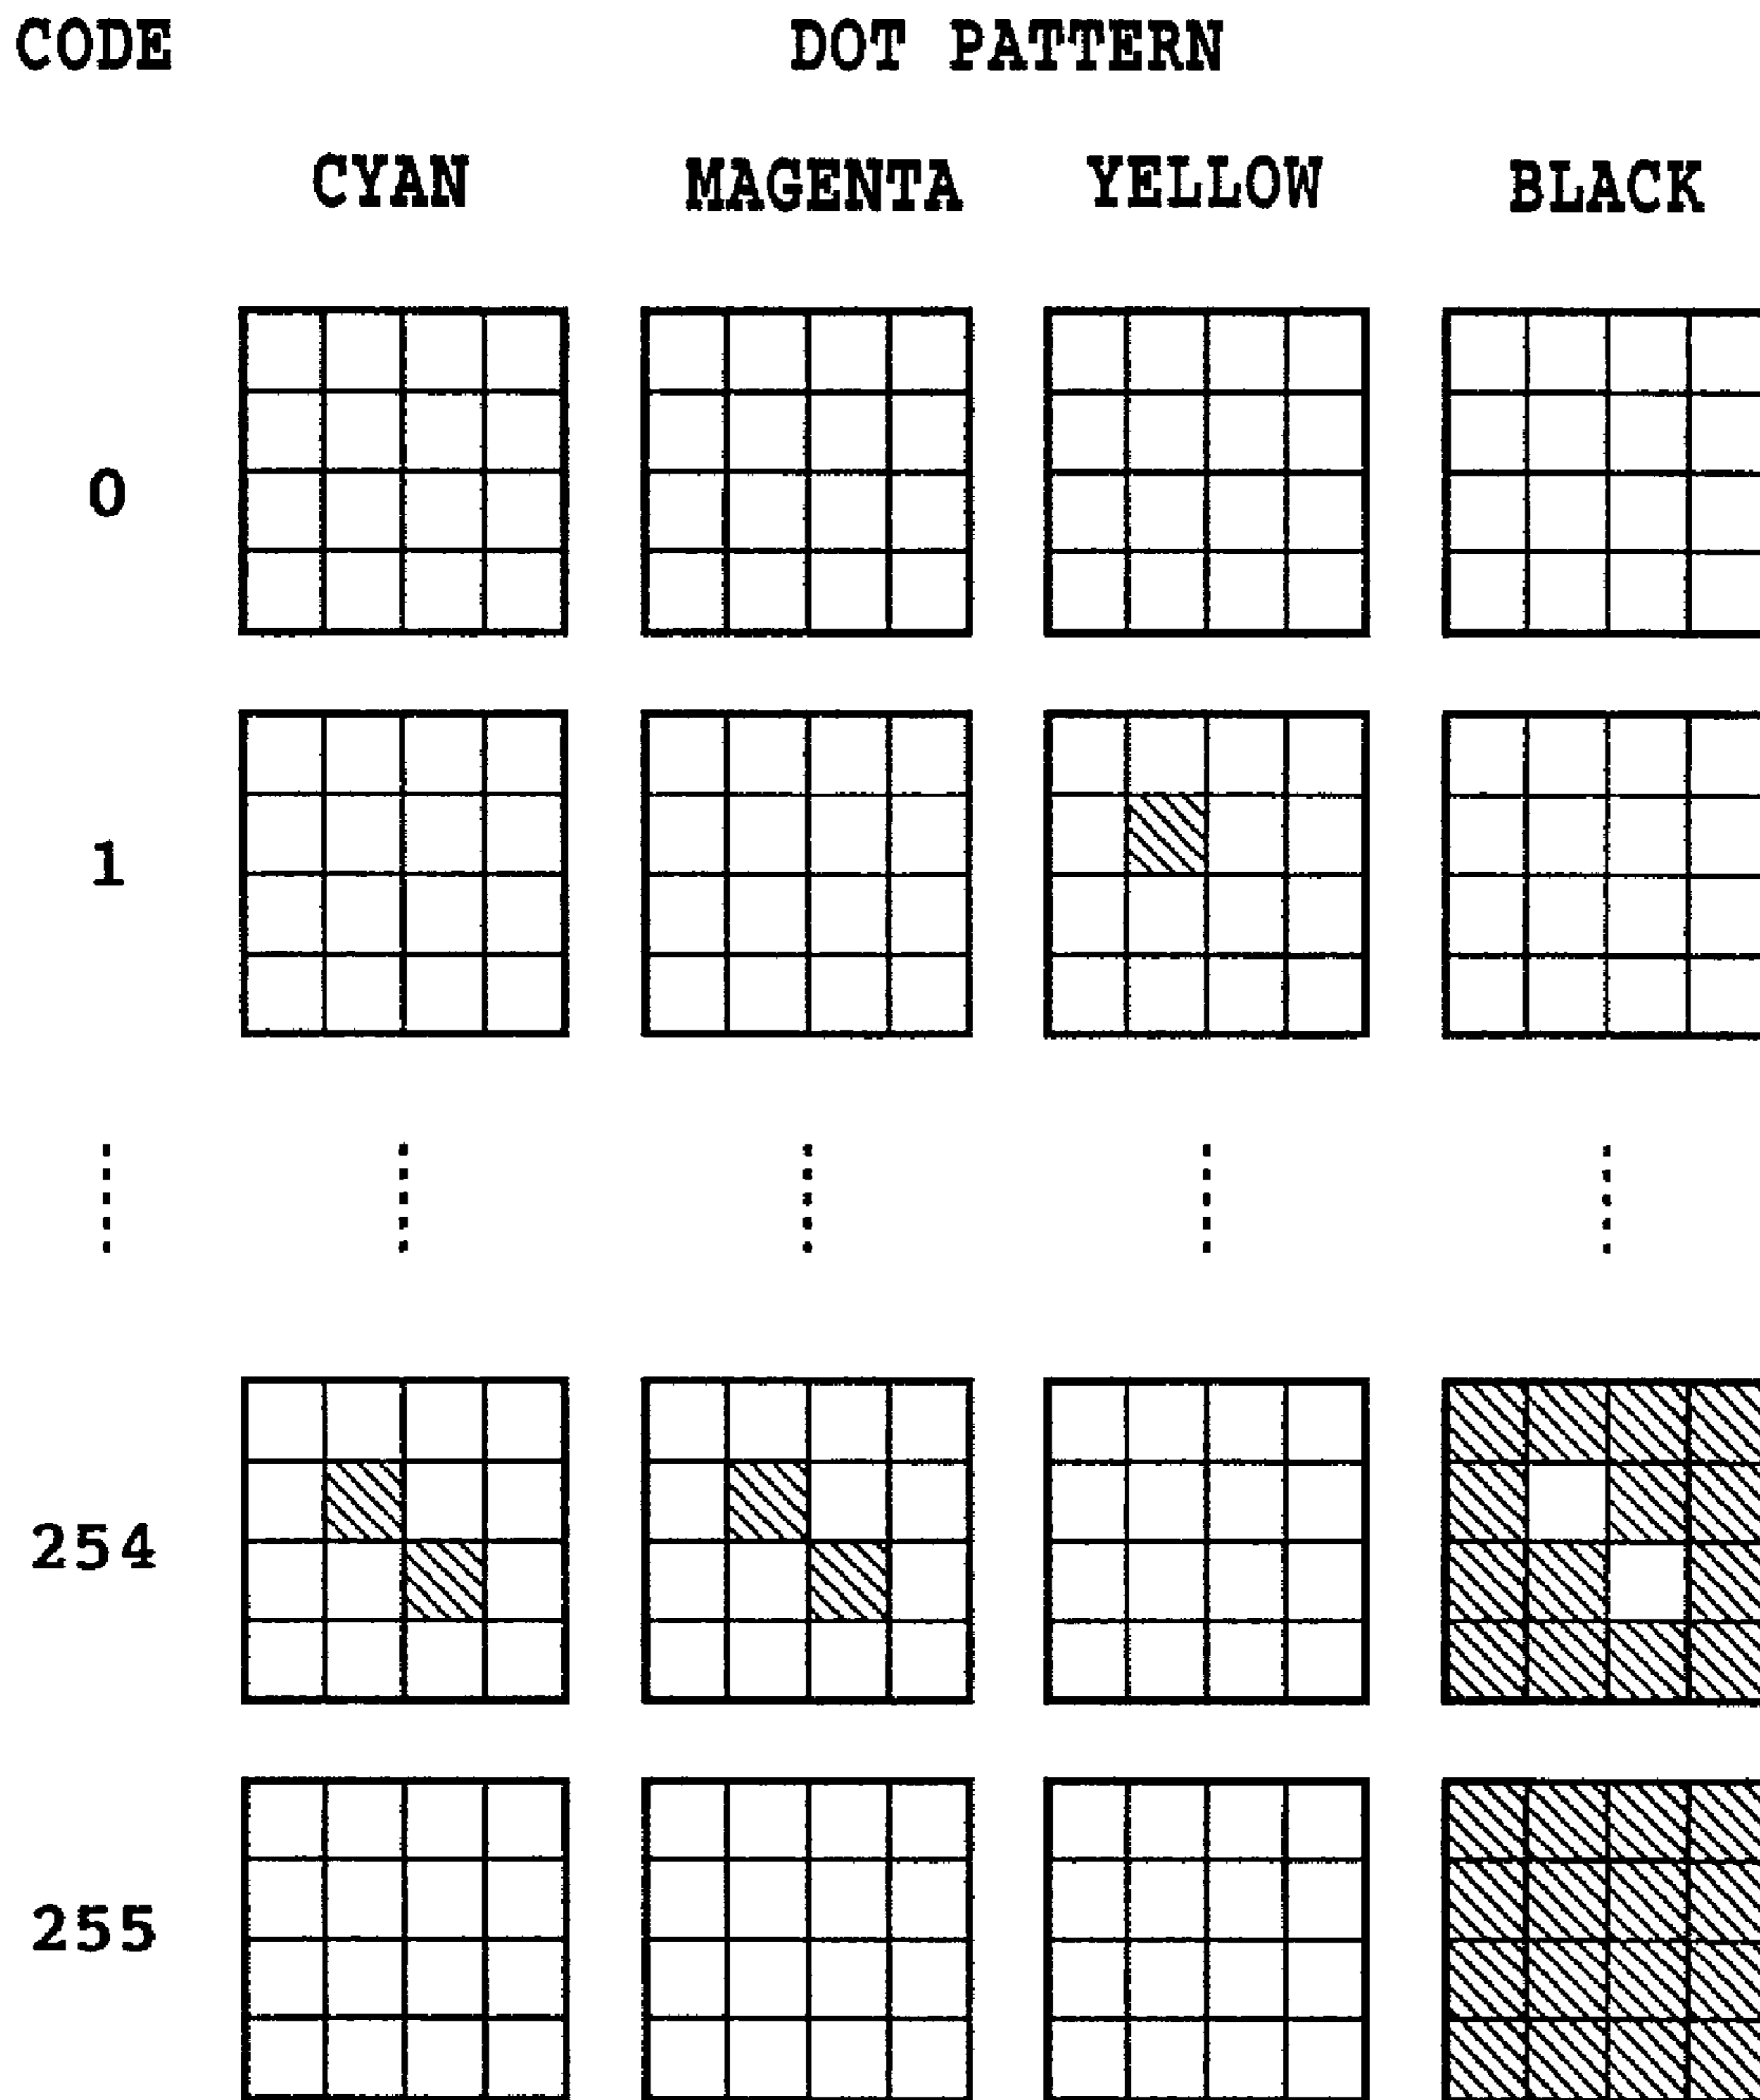 CODE DOT PATTERN
CYAN MAGENTA YELLOW BLACK
0
1
254
255